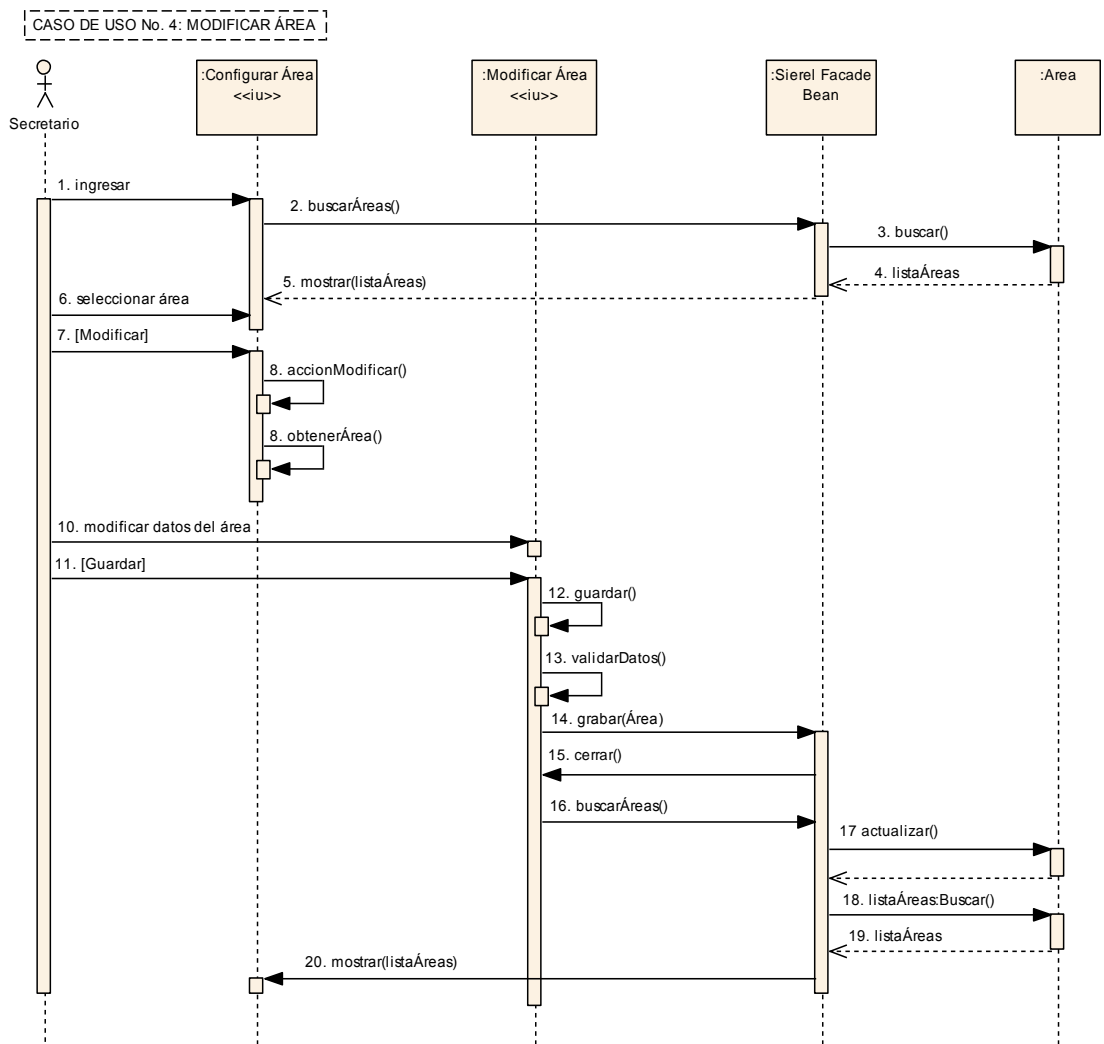 CASO DE USO No. 4: MODIFICAR ÁREA
Secretario
:Configurar Área
<<iu>>
:Modificar Área
<<iu>>
:Sierel Facade
Bean
:Area
1. ingresar
2. buscarÁreas()
3. buscar()
4. listaÁreas
5. mostrar(listaÁreas)
6. seleccionar área
7. [Modificar]
8. accionModificar()
8. obtenerÁrea()
10. modificar datos del área
11. [Guardar]
12. guardar()
13. validarDatos()
14. grabar(Área)
15. cerrar()
16. buscarÁreas()
17 actualizar()
18. listaÁreas:Buscar()
19. listaÁreas
20. mostrar(listaÁreas)